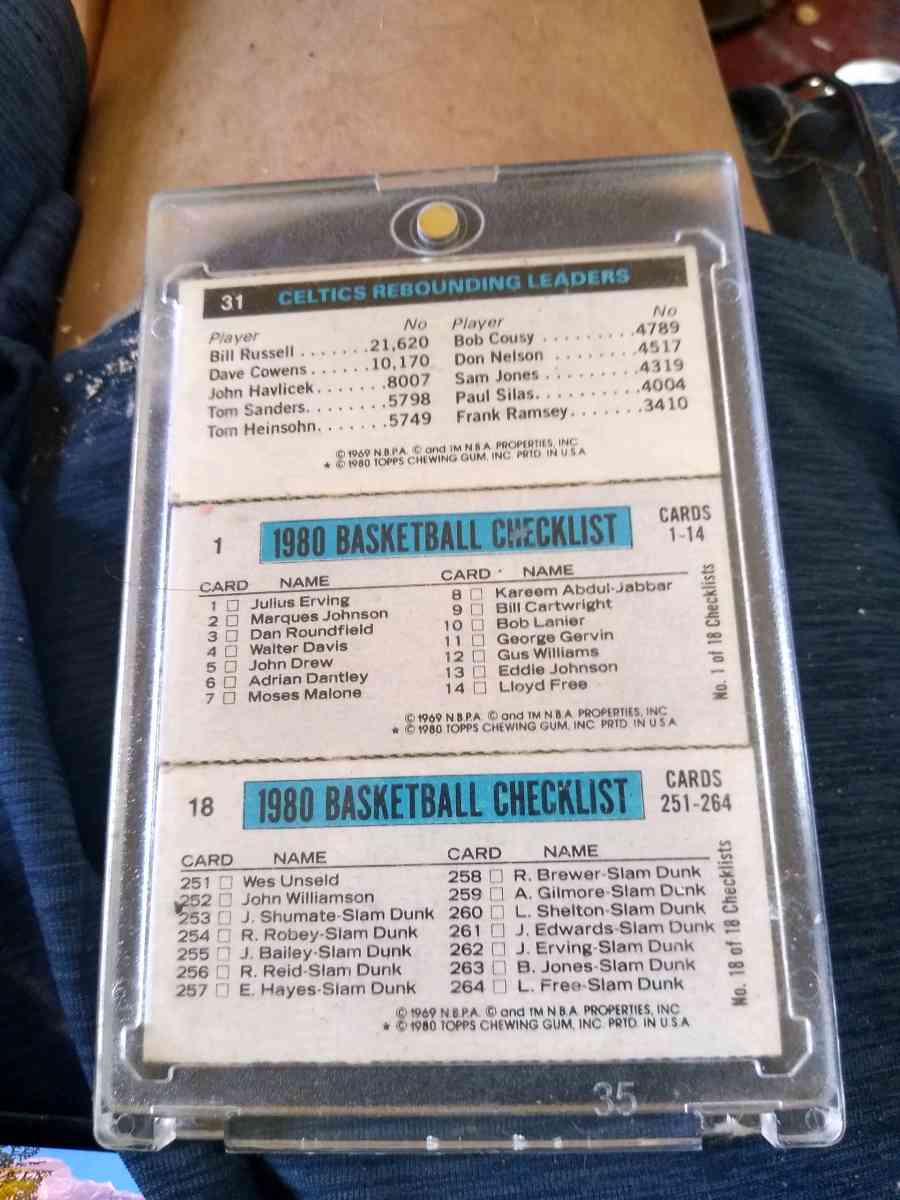 31 CELTICS REBOUNDING LEADERS
Player No Player No
Bill Russell . . . . . . . 21,620 Bob Cousy . . . . . . . . . 4789
Dave Cowens . . . . . . 10,170 Don Nelson . . . . . . . . 4517
John Havlicek . . . . . . . 8007 Sam Jones . . . . . . . . . 4319
Tom Sanders. . . . . . . . 5798 Paul Silas. . . . . . . . . . 4004
Tom Heinsohn. . . . . . . 5749 Frank Ramsey. . . . . . . 3410
© 1969 N.B.P.A. © and TM N.B.A. PROPERTIES, INC
★ © 1980 TOPPS CHEWING GUM, INC. PRTD. IN U.S.A
1 1980 BASKETBALL CHECKLIST CARDS 1-14
CARD NAME CARD NAME
1 □ Julius Erving 8 □ Kareem Abdul-Jabbar
2 □ Marques Johnson 9 □ Bill Cartwright
3 □ Dan Roundfield 10 □ Bob Lanier
4 □ Walter Davis 11 □ George Gervin
5 □ John Drew 12 □ Gus Williams
6 □ Adrian Dantley 13 □ Eddie Johnson
7 □ Moses Malone 14 □ Lloyd Free
No. 1 of 18 Checklists
© 1969 N.B.P.A. © and TM N.B.A. PROPERTIES, INC
★ © 1980 TOPPS CHEWING GUM, INC. PRTD. IN U.S.A
18 1980 BASKETBALL CHECKLIST CARDS 251-264
CARD NAME CARD NAME
251 □ Wes Unseld 258 □ R. Brewer-Slam Dunk
252 □ John Williamson 259 □ A. Gilmore-Slam Dunk
253 □ J. Shumate-Slam Dunk 260 □ L. Shelton-Slam Dunk
254 □ R. Robey-Slam Dunk 261 □ J. Edwards-Slam Dunk
255 □ J. Bailey-Slam Dunk 262 □ J. Erving-Slam Dunk
256 □ R. Reid-Slam Dunk 263 □ B. Jones-Slam Dunk
257 □ E. Hayes-Slam Dunk 264 □ L. Free-Slam Dunk
No. 18 of 18 Checklists
© 1969 N.B.P.A. © and TM N.B.A. PROPERTIES, INC
★ © 1980 TOPPS CHEWING GUM, INC. PRTD. IN U.S.A
35